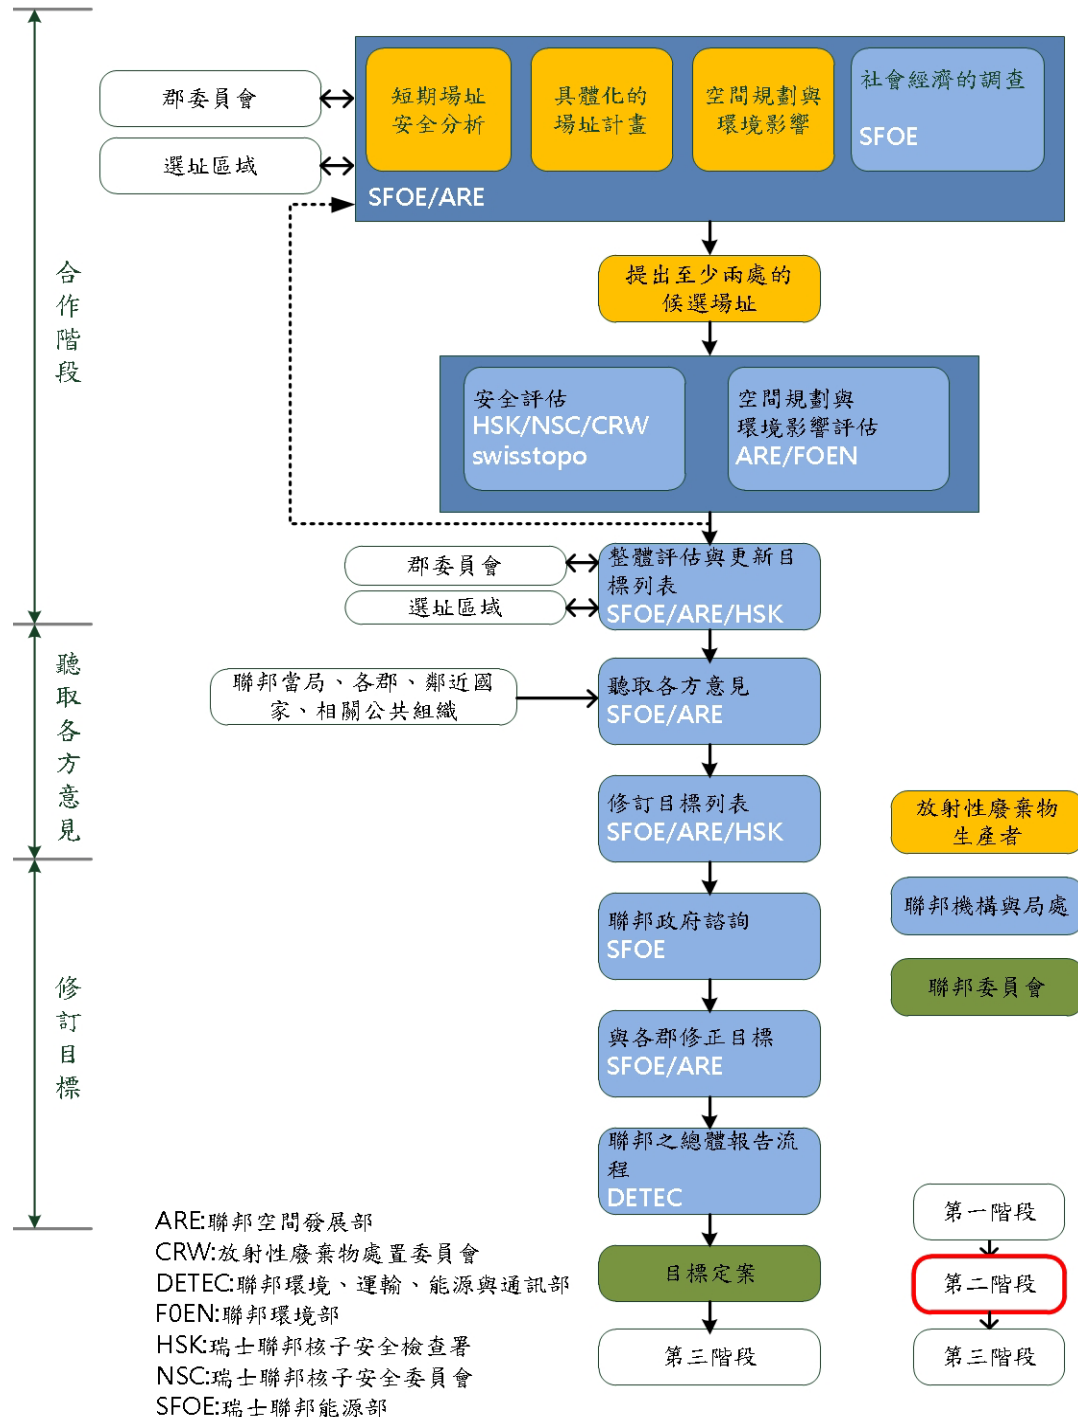 郡委員會
選址區域
短期場址
安全分析
具體化的
場址計畫
空間規劃與
環境影響
社會經濟的調查
SFOE
SFOE/ARE
提出至少兩處的
候選場址
安全評估
HSK/NSC/CRW
swisstopo
空間規劃與
環境影響評估
ARE/FOEN
合作階段
郡委員會
選址區域
整體評估與更新目
標列表
SFOE/ARE/HSK
聽取各方意見
聯邦當局、各郡、鄰近國
家、相關公共組織
聽取各方意見
SFOE/ARE
修訂目標列表
SFOE/ARE/HSK
修訂目標
聯邦政府諮詢
SFOE
與各郡修正目標
SFOE/ARE
聯邦之總體報告流
程
DETEC
目標定案
第三階段
放射性廢棄物
生產者
聯邦機構與局處
聯邦委員會
第一階段
第二階段
第三階段
ARE:聯邦空間發展部
CRW:放射性廢棄物處置委員會
DETEC:聯邦環境、運輸、能源與通訊部
F0EN:聯邦環境部
HSK:瑞士聯邦核子安全檢查署
NSC:瑞士聯邦核子安全委員會
SFOE:瑞士聯邦能源部